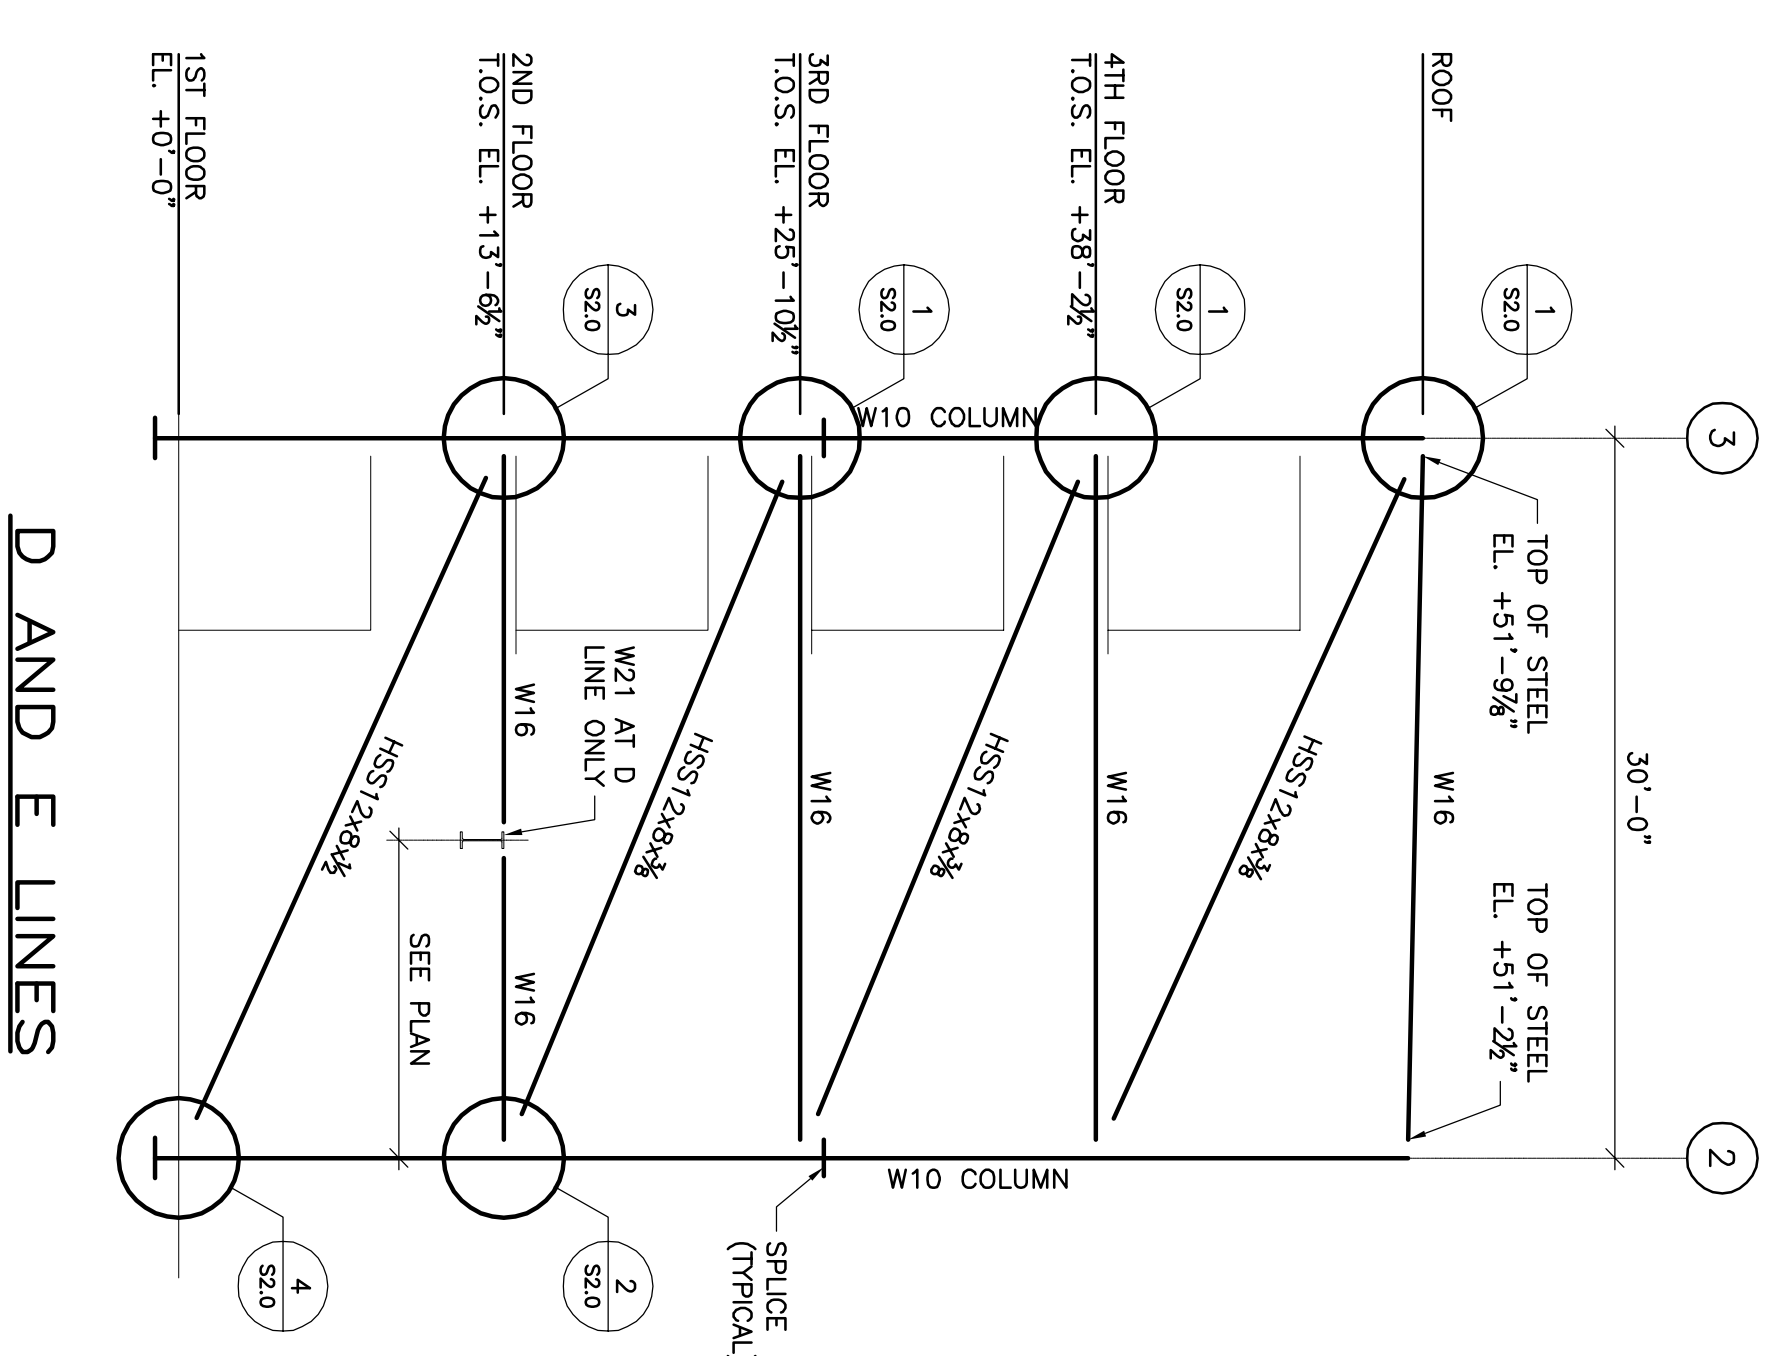 3
2
30'-0"
TOP OF STEEL
EL. +51'-9⅞"
TOP OF STEEL
EL. +51'-2½"
1
S2.0
ROOF
W16
HSS12x8x⅜
1
S2.0
4TH FLOOR
T.O.S. EL. +38'-2½"
W16
W10 COLUMN
W10 COLUMN
HSS12x8x⅜
1
S2.0
3RD FLOOR
T.O.S. EL. +25'-10½"
W16
SPLICE
(TYPICAL)
HSS12x8x⅜
W21 AT D
LINE ONLY
3
S2.0
2
S2.0
2ND FLOOR
T.O.S. EL. +13'-6½"
W16
W16
SEE PLAN
HSS12x8x½
4
S2.0
1ST FLOOR
EL. +0'-0"
D AND E LINES